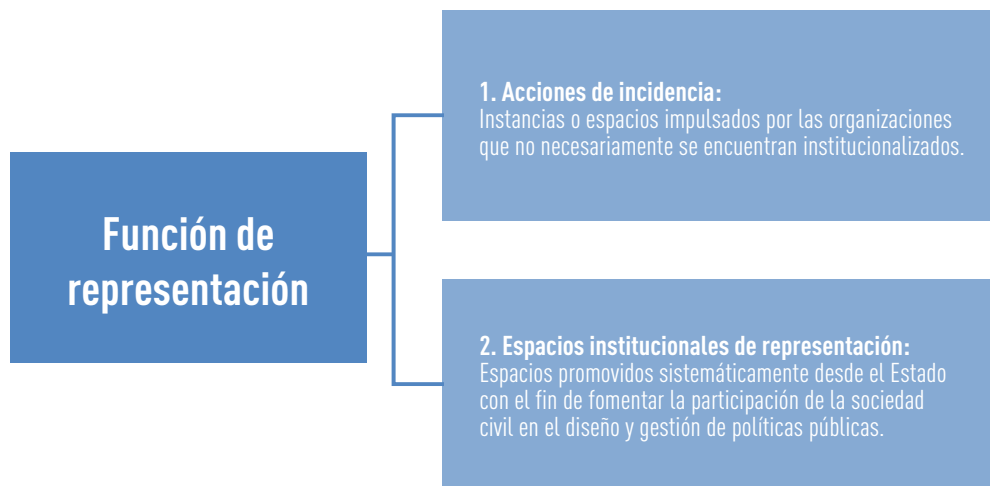 Función de
representación
1. Acciones de incidencia:
Instancias o espacios impulsados por las organizaciones
que no necesariamente se encuentran institucionalizados.
2. Espacios institucionales de representación:
Espacios promovidos sistemáticamente desde el Estado
con el fin de fomentar la participación de la sociedad
civil en el diseño y gestión de políticas públicas.